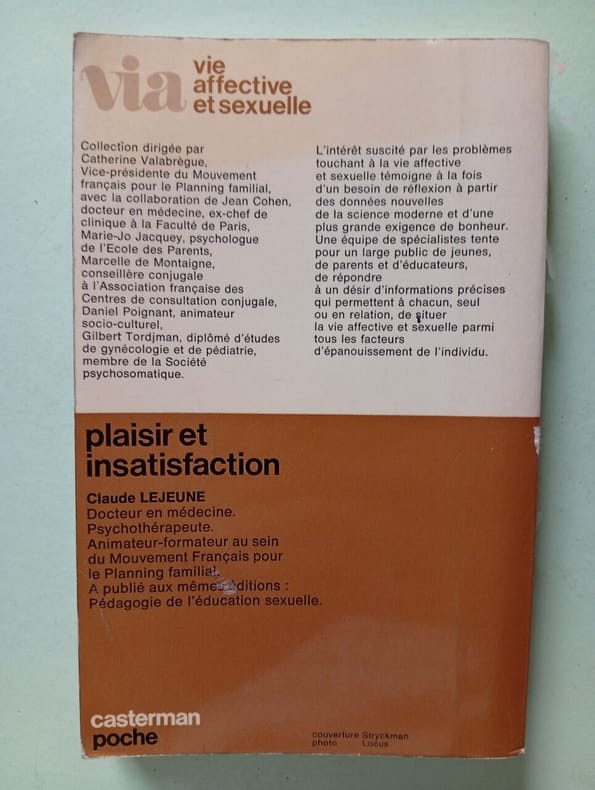 via
vie
affective
et sexuelle
Collection dirigée par
Catherine Valabrègue,
Vice-présidente du Mouvement
français pour le Planning familial,
avec la collaboration de Jean Cohen,
docteur en médecine, ex-chef de
clinique à la Faculté de Paris,
Marie-Jo Jacquey, psychologue
de l'Ecole des Parents,
Marcelle de Montaigne,
conseillère conjugale
à l'Association française des
Centres de consultation conjugale,
Daniel Poignant, animateur
socio-culturel,
Gilbert Tordjman, diplômé d'études
de gynécologie et de pédiatrie,
membre de la Société
psychosomatique.
L'intérêt suscité par les problèmes
touchant à la vie affective
et sexuelle témoigne à la fois
d'un besoin de réflexion à partir
des données nouvelles
de la science moderne et d'une
plus grande exigence de bonheur.
Une équipe de spécialistes tente
pour un large public de jeunes,
de parents et d'éducateurs,
de répondre
à un désir d'informations précises
qui permettent à chacun, seul
ou en relation, de situer
la vie affective et sexuelle parmi
tous les facteurs
d'épanouissement de l'individu.
plaisir et
insatisfaction
Claude LEJEUNE
Docteur en médecine.
Psychothérapeute.
Animateur-formateur au sein
du Mouvement Français pour
le Planning familial.
A publié aux mêmes éditions :
Pédagogie de l'éducation sexuelle.
casterman
poche
couverture Stryckman
photo Locus